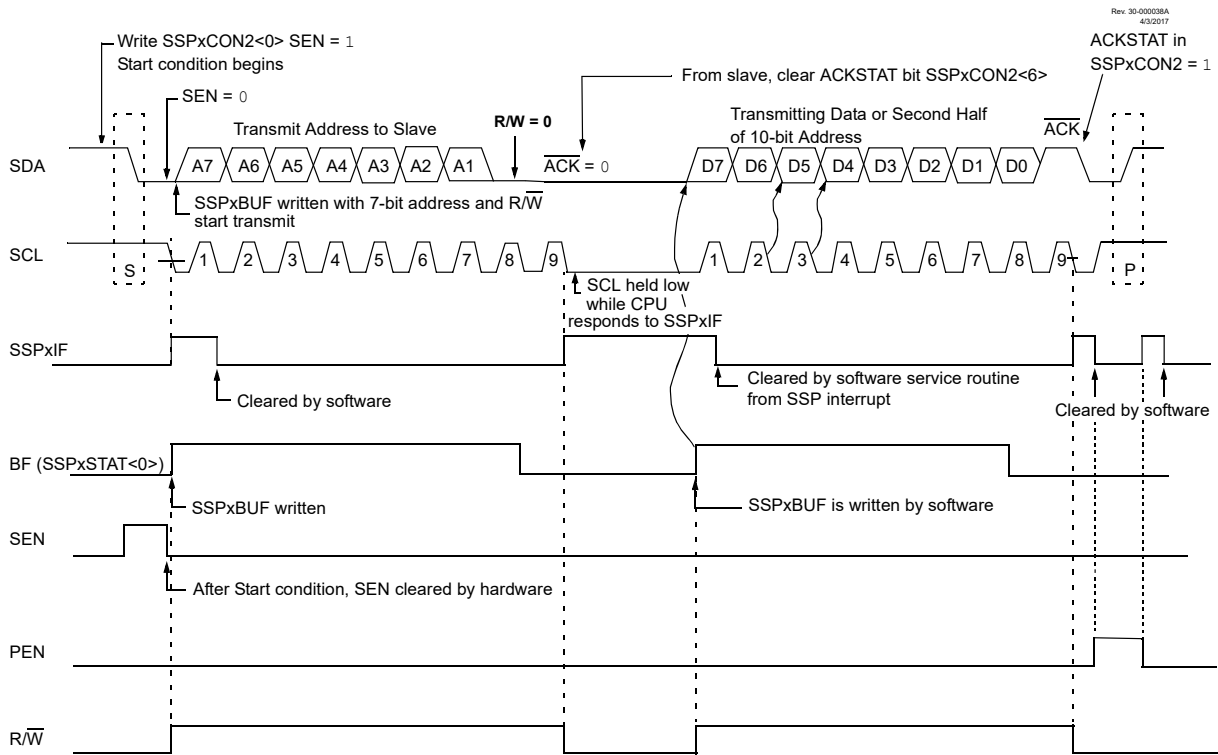 Rev. 30-000038A
4/3/2017
Write SSPxCON2<0> SEN = 1
Start condition begins
ACKSTAT in
SSPxCON2 = 1
From slave, clear ACKSTAT bit SSPxCON2<6>
SEN = 0
Transmit Address to Slave
R/W = 0
Transmitting Data or Second Half
of 10-bit Address
ACK
SDA
A7 A6 A5 A4 A3 A2 A1
ACK = 0
D7 D6 D5 D4 D3 D2 D1 D0
SSPxBUF written with 7-bit address and R/W
start transmit
SCL
S
1 2 3 4 5 6 7 8 9
1 2 3 4 5 6 7 8 9
P
SCL held low
while CPU
responds to SSPxIF
SSPxIF
Cleared by software
Cleared by software service routine
from SSP interrupt
Cleared by software
BF (SSPxSTAT<0>)
SSPxBUF written
SSPxBUF is written by software
SEN
After Start condition, SEN cleared by hardware
PEN
R/W